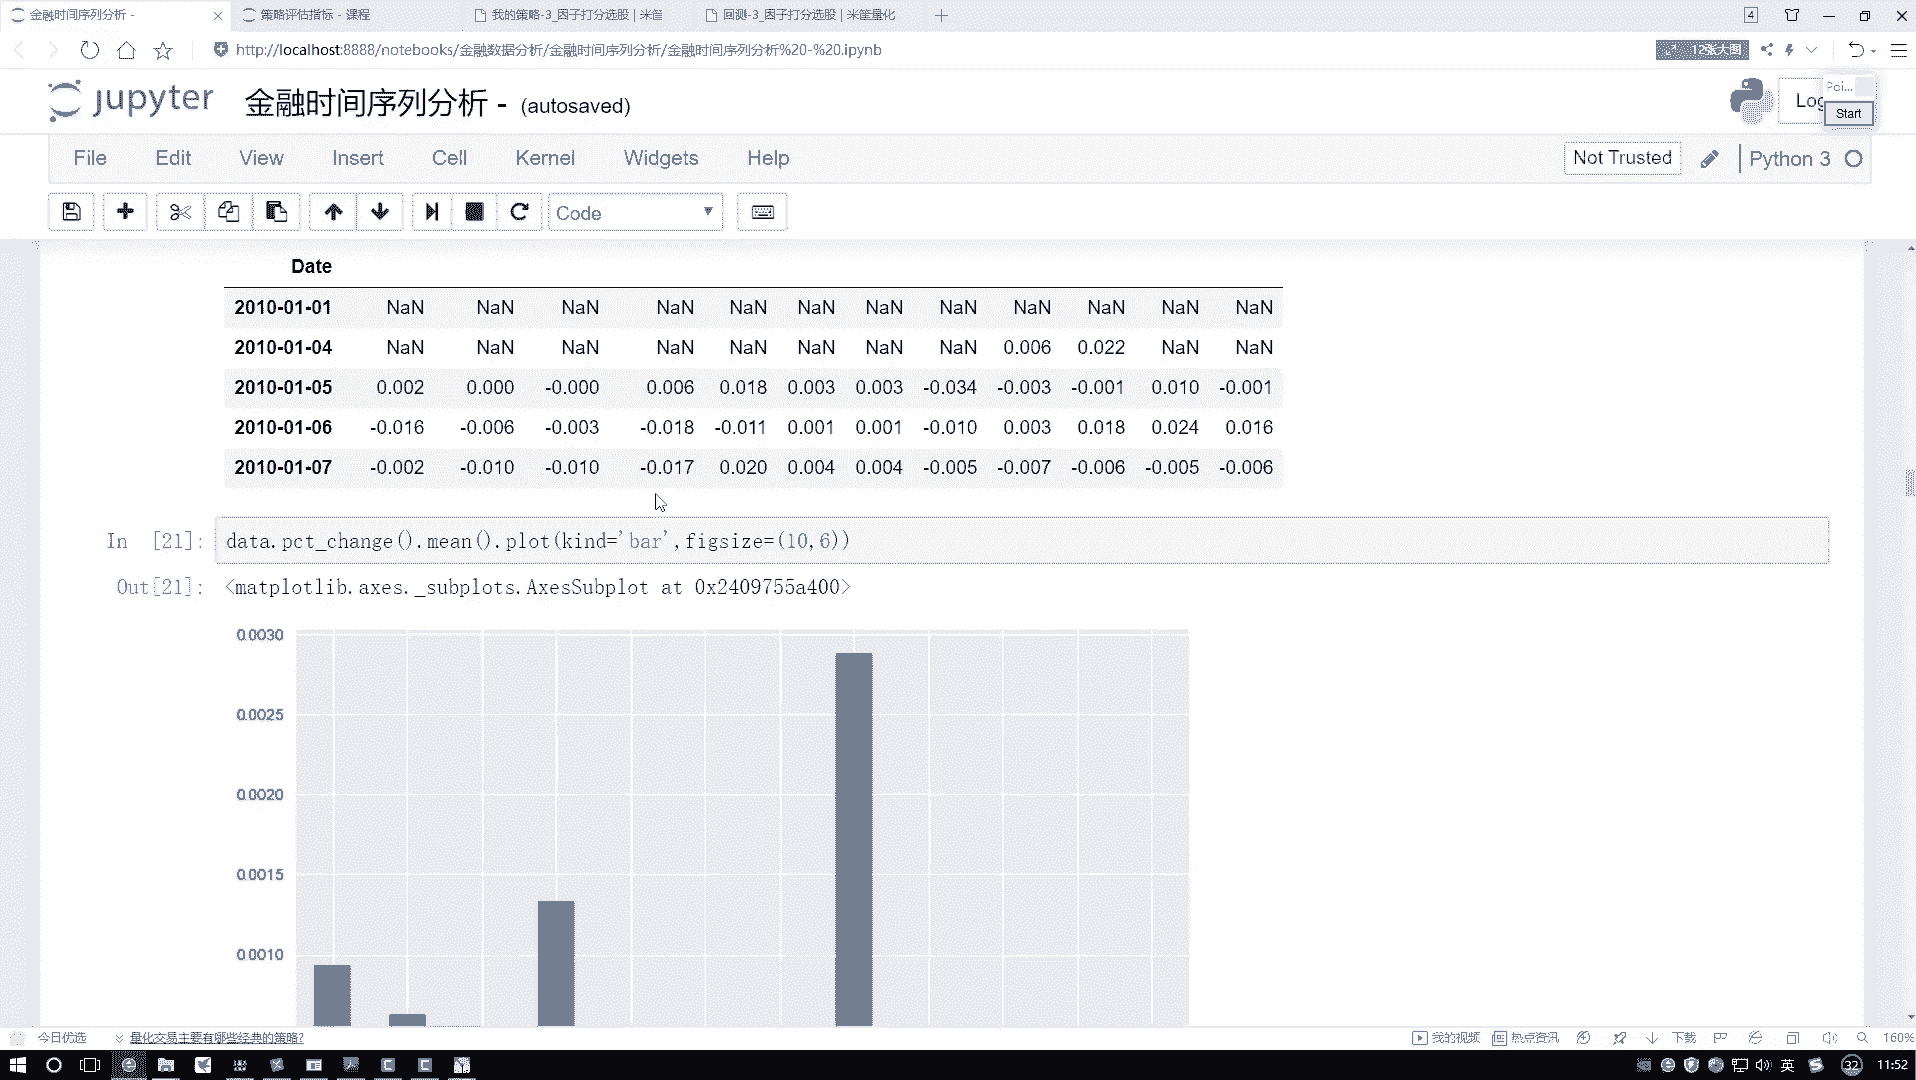 金融时间序列分析 -
策略评估指标 - 课程
我的策略-3_因子打分选股 | 米筐
回测-3_因子打分选股 | 米筐量化
4
http://localhost:8888/notebooks/金融数据分析/金融时间序列分析/金融时间序列分析%20-%20.ipynb
12张大图
jupyter 金融时间序列分析 - (autosaved)
Poi...
Log
Start
File Edit View Insert Cell Kernel Widgets Help
Not Trusted
Python 3
Code
Date
2010-01-01 NaN NaN NaN NaN NaN NaN NaN NaN NaN NaN NaN NaN
2010-01-04 NaN NaN NaN NaN NaN NaN NaN NaN 0.006 0.022 NaN NaN
2010-01-05 0.002 0.000 -0.000 0.006 0.018 0.003 0.003 -0.034 -0.003 -0.001 0.010 -0.001
2010-01-06 -0.016 -0.006 -0.003 -0.018 -0.011 0.001 0.001 -0.010 0.003 0.018 0.024 0.016
2010-01-07 -0.002 -0.010 -0.010 -0.017 0.020 0.004 0.004 -0.005 -0.007 -0.006 -0.005 -0.006
In [21]: data.pct_change().mean().plot(kind='bar',figsize=(10,6))
Out[21]: <matplotlib.axes._subplots.AxesSubplot at 0x2409755a400>
0.0030
0.0025
0.0020
0.0015
0.0010
今日优选
量化交易主要有哪些经典的策略?
我的视频
热点资讯
下载
160%
英
32
11:52